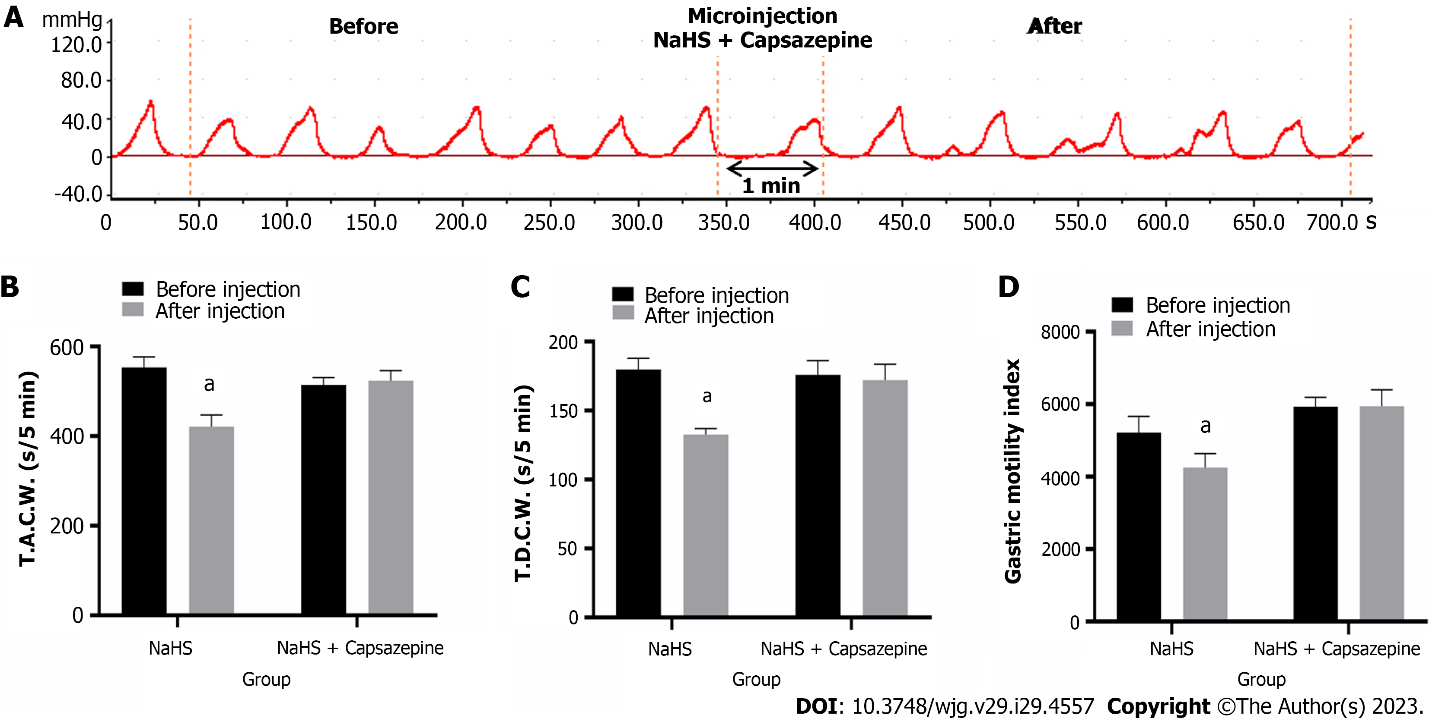 A
mmHg
120.0
80.0
40.0
0
-40.0
Before
Microinjection
NaHS + Capsazepine
After
1 min
0 50.0 100.0 150.0 200.0 250.0 300.0 350.0 400.0 450.0 500.0 550.0 600.0 650.0 700.0 s
B
Before injection
After injection
T.A.C.W. (s/5 min)
600
400
200
0
a
NaHS
NaHS + Capsazepine
Group
C
Before injection
After injection
T.D.C.W. (s/5 min)
200
150
100
50
0
a
NaHS
NaHS + Capsazepine
Group
D
Before injection
After injection
Gastric motility index
8000
6000
4000
2000
0
a
NaHS
NaHS + Capsazepine
Group
DOI: 10.3748/wjg.v29.i29.4557 Copyright ©The Author(s) 2023.